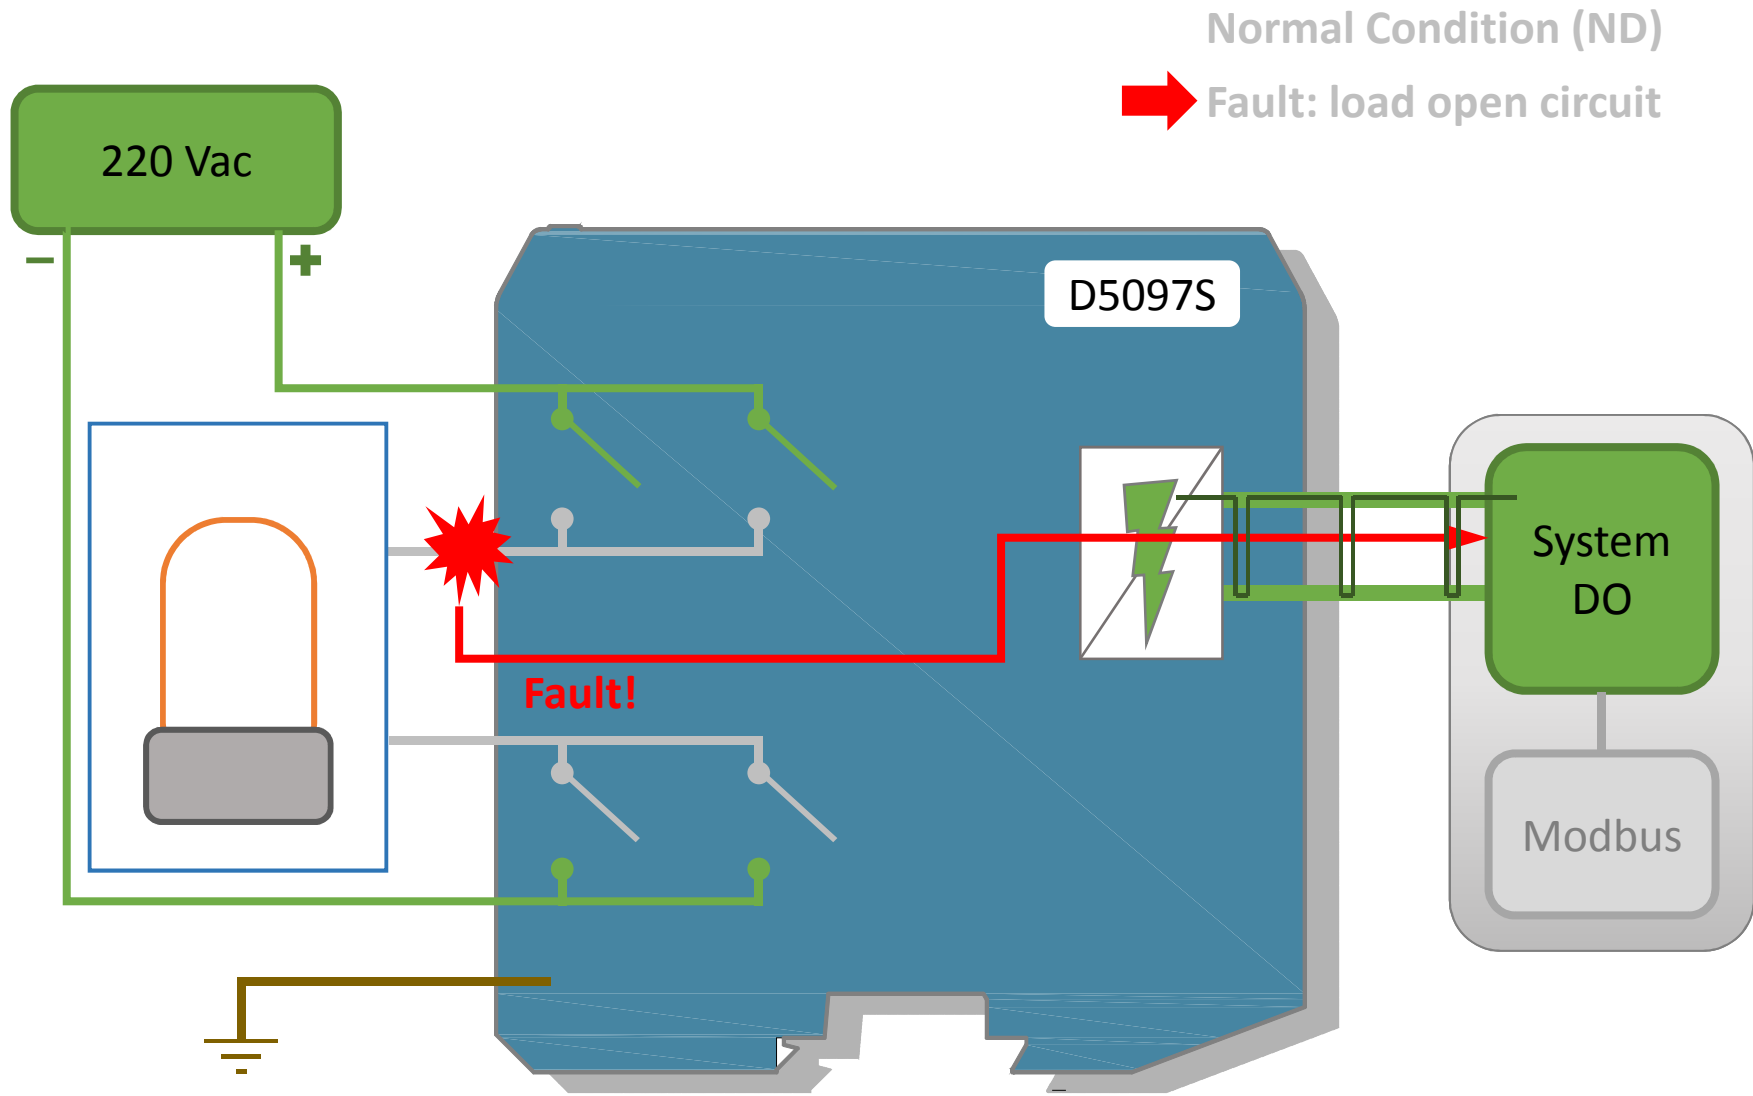 Normal Condition (ND)
Fault: load open circuit
220 Vac
− +
D5097S
System
DO
Fault!
Modbus